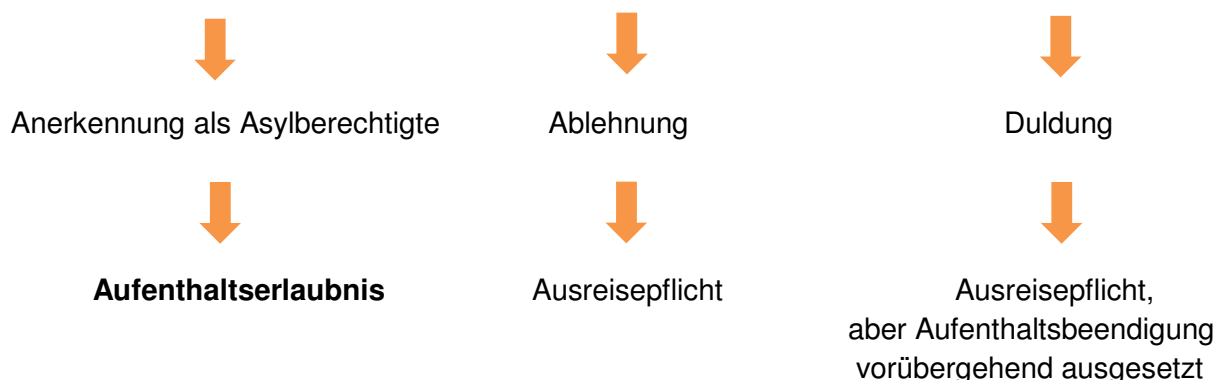 Anerkennung als Asylberechtigte
Ablehnung
Duldung
Aufenthaltserlaubnis
Ausreisepflicht
Ausreisepflicht,
aber Aufenthaltsbeendigung
vorübergehend ausgesetzt